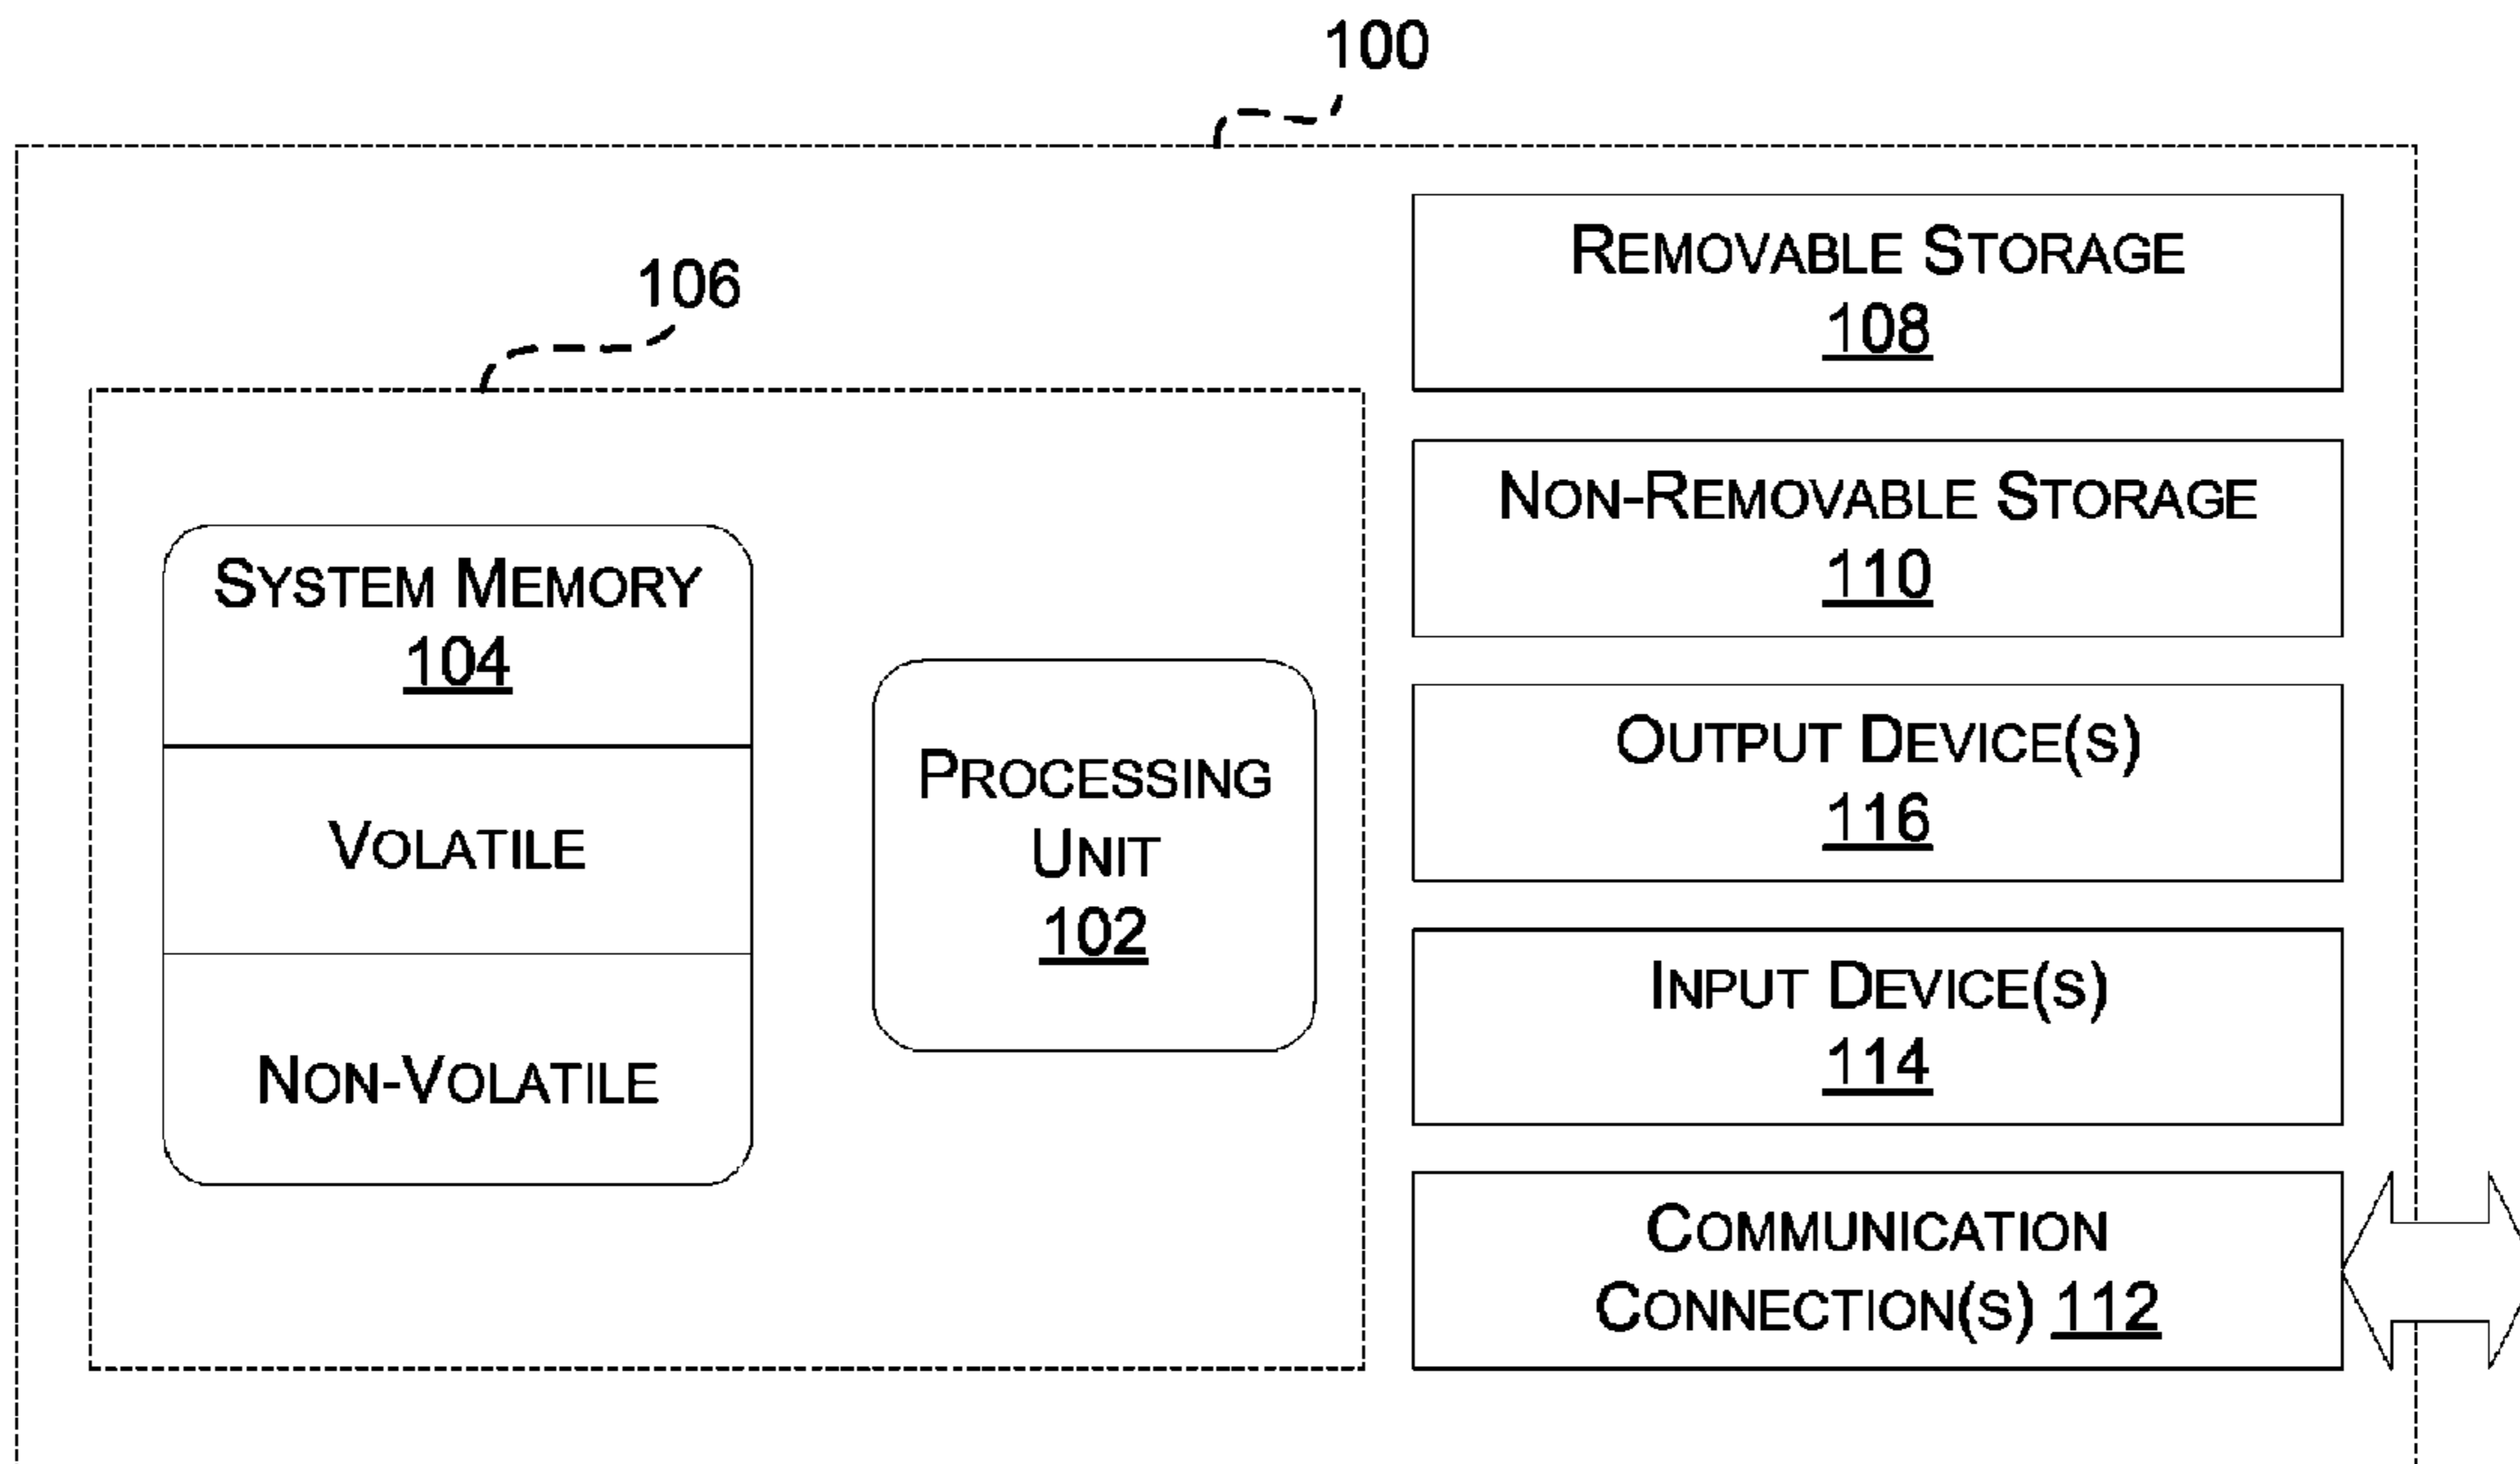 100
106
SYSTEM MEMORY
104
VOLATILE
NON-VOLATILE
PROCESSING
UNIT
102
REMOVABLE STORAGE
108
NON-REMOVABLE STORAGE
110
OUTPUT DEVICE(S)
116
INPUT DEVICE(S)
114
COMMUNICATION
CONNECTION(S) 112